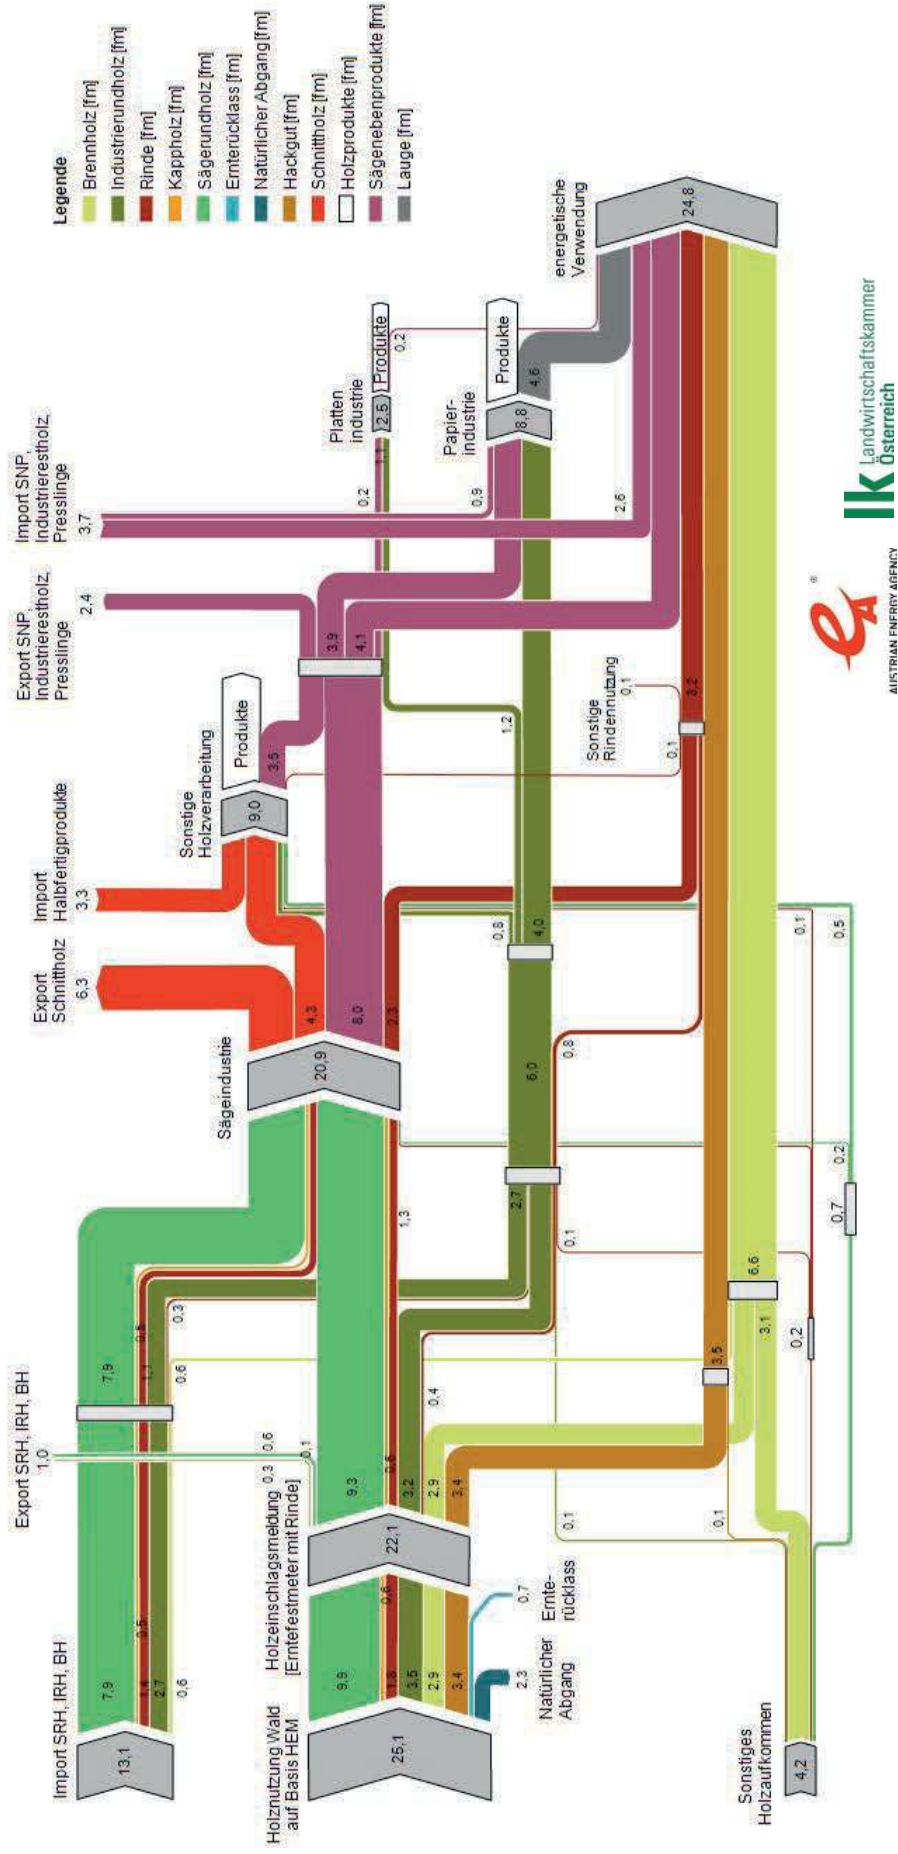 Import SRH, IRH, BH
13,1
7,9
0,5
1,4
2,7
0,6
Export SRH, IRH, BH
1,0
7,9
0,5
1,1
0,6
0,3
Holznutzung Wald
auf Basis HEM
25,1
9,9
0,6
1,8
3,5
2,9
3,4
Natürlicher
Abgang
2,3
Ernte-
rücklass
0,7
Holzeinschlagsmeldung
[Erntefestmeter mit Rinde]
22,1
0,3
0,6
0,1
9,3
0,6
3,2
2,9
3,4
0,4
1,3
2,7
Sägeindustrie
20,9
Export
Schnittholz
6,3
Import
Halbfertigprodukte
3,3
4,3
8,0
2,3
Sonstige
Holzverarbeitung
9,0
Produkte
3,5
Export SNP,
Industrierestholz,
Presslinge
2,4
Import SNP,
Industrierestholz,
Presslinge
3,7
3,9
4,1
0,2
0,9
2,6
Platten
industrie
2,5
1,1
Produkte
0,2
Papier-
industrie
8,8
Produkte
4,6
6,0
0,8
4,0
1,2
0,8
0,1
Sonstige
Rindennutzung
0,1
0,1
3,2
energetische
Verwendung
24,8
3,5
6,6
3,1
0,1
0,1
0,2
0,1
0,7
0,2
0,5
Sonstiges
Holzaufkommen
4,2
Legende
Brennholz [fm]
Industrierundholz [fm]
Rinde [fm]
Kappholz [fm]
Sägerundholz [fm]
Ernterücklass [fm]
Natürlicher Abgang [fm]
Hackgut [fm]
Schnittholz [fm]
Holzprodukte [fm]
Sägenebenprodukte [fm]
Lauge [fm]
eA ®
AUSTRIAN ENERGY AGENCY
lk Landwirtschaftskammer
Österreich